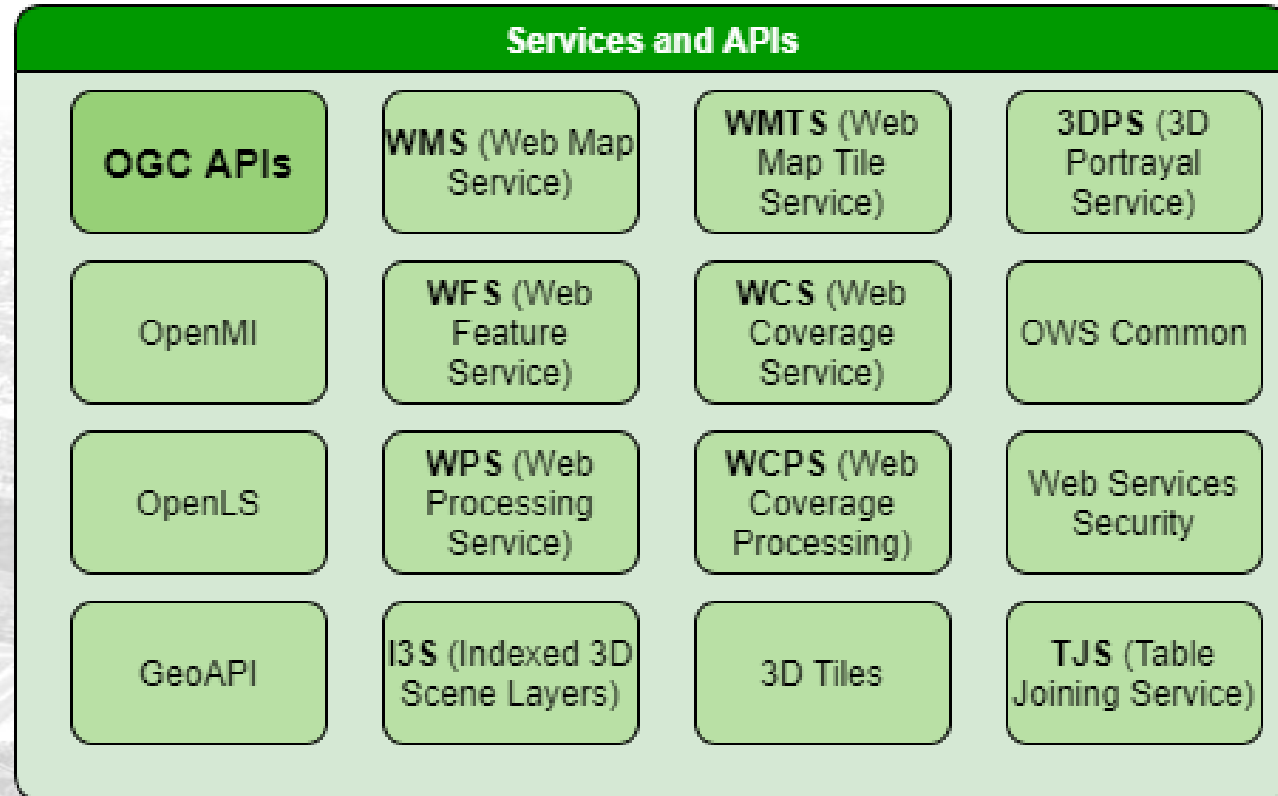 Services and APIs
OGC APIs
WMS (Web Map
Service)
WMTS (Web
Map Tile
Service)
3DPS (3D
Portrayal
Service)
OpenMI
WFS (Web
Feature
Service)
WCS (Web
Coverage
Service)
OWS Common
OpenLS
WPS (Web
Processing
Service)
WCPS (Web
Coverage
Processing)
Web Services
Security
GeoAPI
I3S (Indexed 3D
Scene Layers)
3D Tiles
TJS (Table
Joining Service)